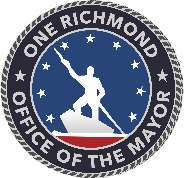 ONE RICHMOND
OFFICE OF THE MAYOR